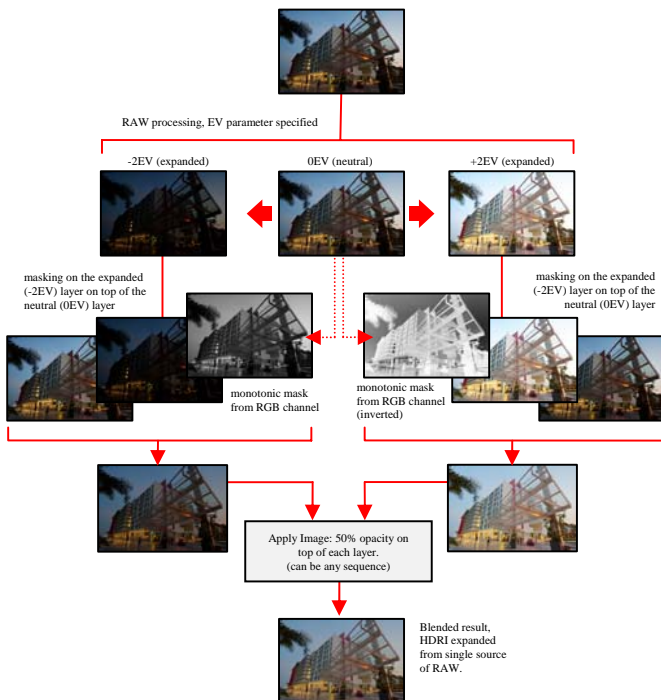 RAW processing, EV parameter specified
-2EV (expanded)
0EV (neutral)
+2EV (expanded)
masking on the expanded
(-2EV) layer on top of the
neutral (0EV) layer
masking on the expanded
(-2EV) layer on top of the
neutral (0EV) layer
monotonic mask
from RGB channel
monotonic mask
from RGB channel
(inverted)
Apply Image: 50% opacity on
top of each layer.
(can be any sequence)
Blended result,
HDRI expanded
from single source
of RAW.